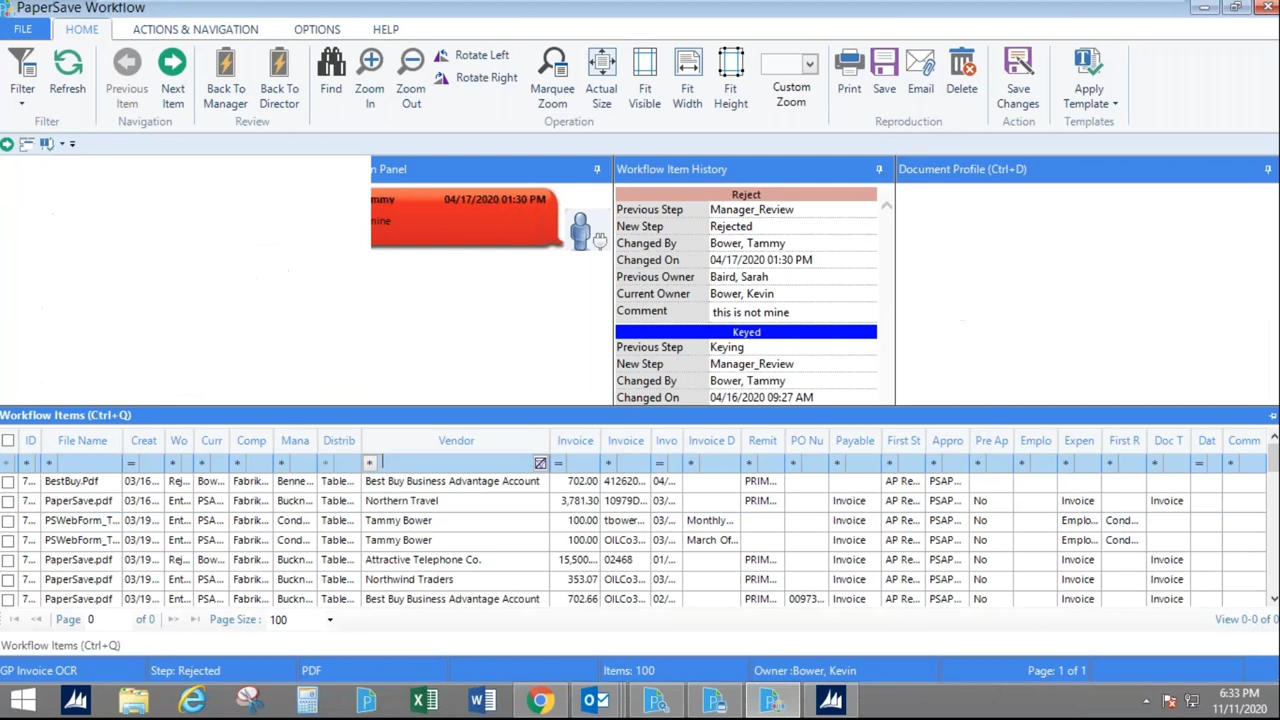 PaperSave Workflow
FILE HOME ACTIONS & NAVIGATION OPTIONS HELP
Filter Refresh Previous Item Next Item Back To Manager Back To Director Find Zoom In Zoom Out Rotate Left Rotate Right Marquee Zoom Actual Size Fit Visible Fit Width Fit Height Custom Zoom Print Save Email Delete Save Changes Apply Template
Filter Navigation Review Operation Reproduction Action Templates
n Panel Workflow Item History Document Profile (Ctrl+D)
mmy 04/17/2020 01:30 PM
nine
Reject
Previous Step Manager_Review
New Step Rejected
Changed By Bower, Tammy
Changed On 04/17/2020 01:30 PM
Previous Owner Baird, Sarah
Current Owner Bower, Kevin
Comment this is not mine
Keyed
Previous Step Keying
New Step Manager_Review
Changed By Bower, Tammy
Changed On 04/16/2020 09:27 AM
Workflow Items (Ctrl+Q)
ID File Name Creat Wo Curr Comp Mana Distrib Vendor Invoice Invoice Invo Invoice D Remit PO Nu Payable First St Appro Pre Ap Emplo Expen First R Doc T Dat Comm
* * = * * * * * * = * * * * * * * * * * * * = *
7... BestBuy.Pdf 03/16... Rej... Bow... Fabrik... Benne... Table... Best Buy Business Advantage Account 702.00 412620... 04/... PRIM... AP Re... PSAP...
7... PaperSave.pdf 03/19... Ent... PSA... Fabrik... Buckn... Table... Northern Travel 3,781.30 10979D... 03/... PRIM... Invoice AP Re... PSAP... No Invoice Invoice
7... PSWebForm_T... 03/19... Ent... PSA... Fabrik... Cond... Table... Tammy Bower 100.00 tbower... 03/... Monthly... Invoice AP Re... PSAP... No Emplo... Cond...
7... PSWebForm_T... 03/19... Ent... PSA... Fabrik... Cond... Table... Tammy Bower 100.00 OILCo3... 03/... March Of... Invoice AP Re... PSAP... No Emplo... Cond...
7... PaperSave.pdf 03/19... Rej... Bow... Fabrik... Buckn... Table... Attractive Telephone Co. 15,500.... 02468 01/... PRIM... Invoice AP Re... PSAP... No Invoice Invoice
7... PaperSave.pdf 03/19... Ent... PSA... Fabrik... Buckn... Table... Northwind Traders 353.07 OILCo3... 03/... PRIM... Invoice AP Re... PSAP... No Invoice Invoice
7... PaperSave.pdf 03/19... Ent... PSA... Fabrik... Buckn... Table... Best Buy Business Advantage Account 702.66 OILCo3... 02/... PRIM... 00973... Invoice AP Re... PSAP... No Invoice Invoice
Page 0 of 0 Page Size : 100 View 0-0 of 0
Workflow Items (Ctrl+Q)
GP Invoice OCR Step: Rejected PDF Items: 100 Owner :Bower, Kevin Page: 1 of 1
6:33 PM
11/11/2020